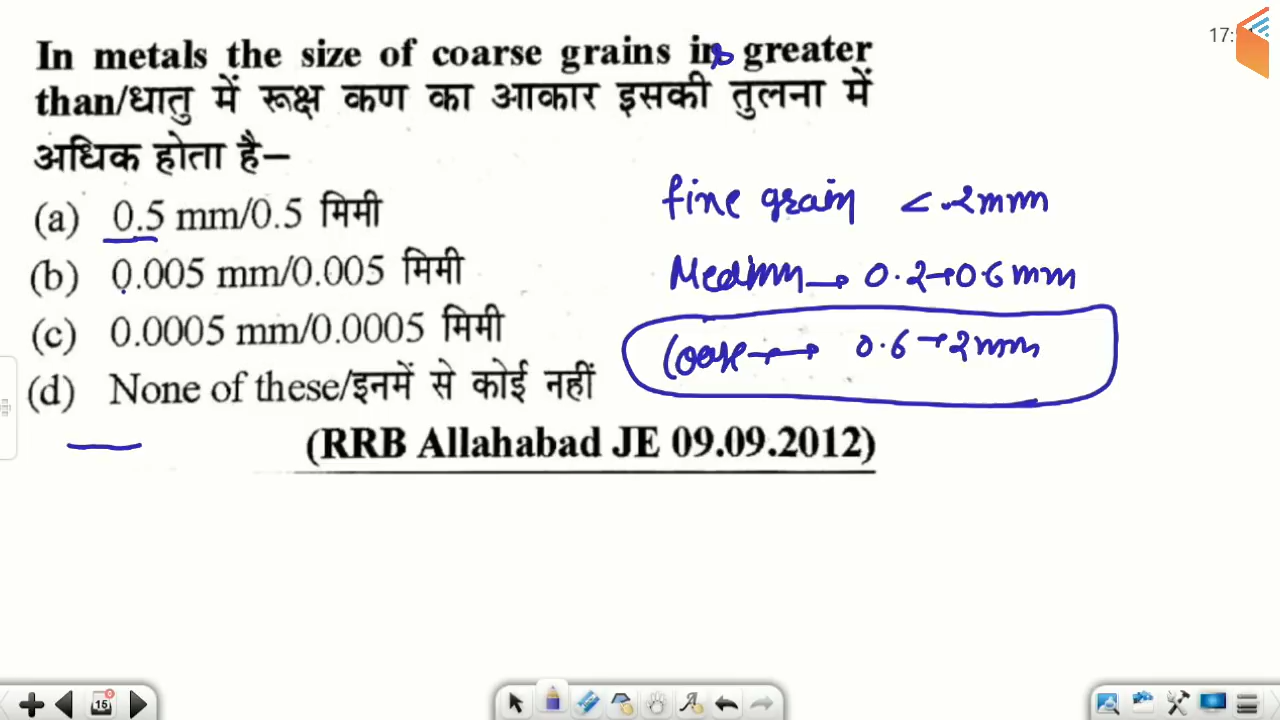 In metals the size of coarse grains is greater
than/धातु में रूक्ष कण का आकार इसकी तुलना में
अधिक होता है–
(a) 0.5 mm/0.5 मिमी
(b) 0.005 mm/0.005 मिमी
(c) 0.0005 mm/0.0005 मिमी
(d) None of these/इनमें से कोई नहीं
(RRB Allahabad JE 09.09.2012)
fine grain < .2mm
Medium → 0.2→0.6mm
Coarse → 0.6→2mm
15